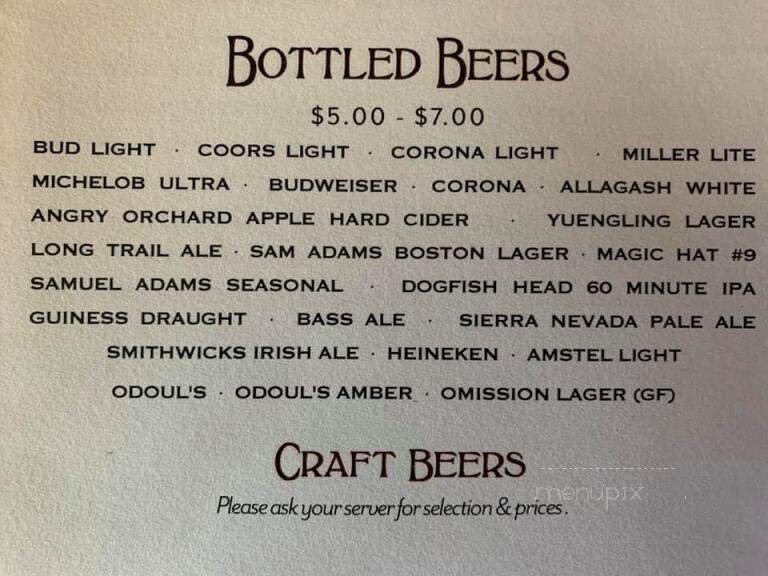 BOTTLED BEERS
$5.00 - $7.00
BUD LIGHT · COORS LIGHT · CORONA LIGHT · MILLER LITE
MICHELOB ULTRA · BUDWEISER · CORONA · ALLAGASH WHITE
ANGRY ORCHARD APPLE HARD CIDER · YUENGLING LAGER
LONG TRAIL ALE · SAM ADAMS BOSTON LAGER · MAGIC HAT #9
SAMUEL ADAMS SEASONAL · DOGFISH HEAD 60 MINUTE IPA
GUINESS DRAUGHT · BASS ALE · SIERRA NEVADA PALE ALE
SMITHWICKS IRISH ALE · HEINEKEN · AMSTEL LIGHT
ODOUL'S · ODOUL'S AMBER · OMISSION LAGER (GF)
CRAFT BEERS
menupix
Please ask your server for selection & prices.